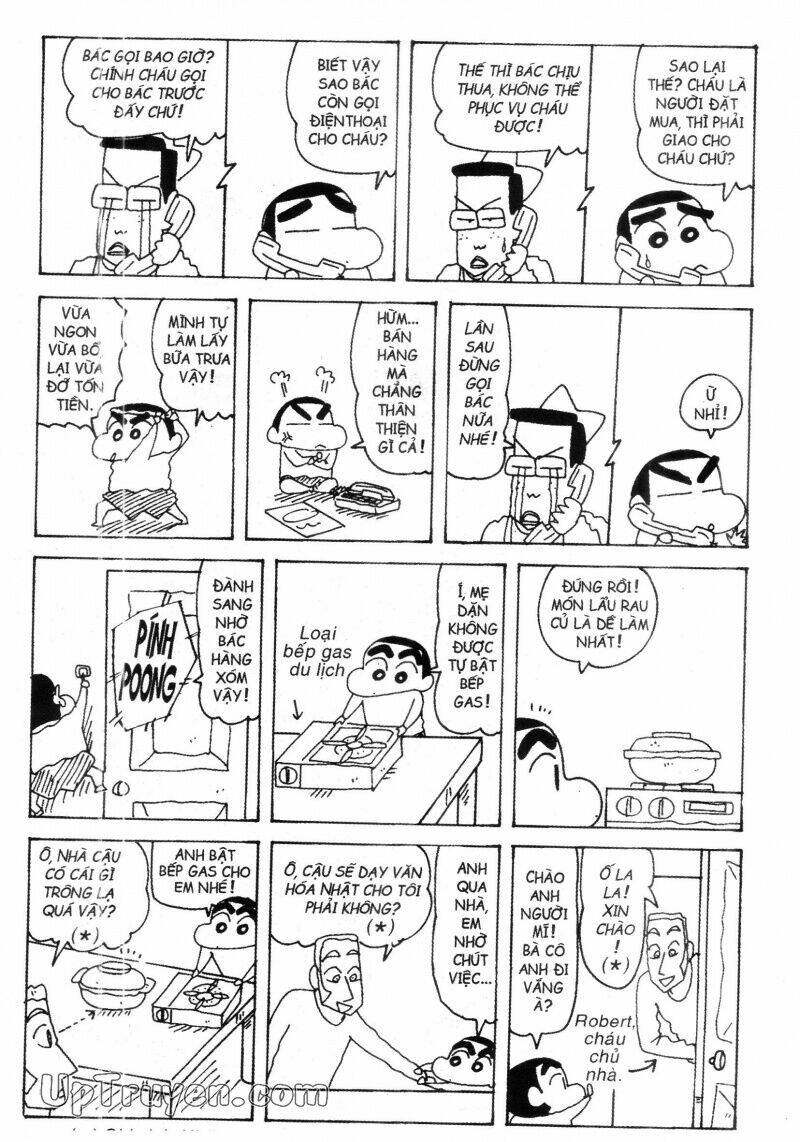 SAO LẠI
THẾ? CHÁU LÀ
NGƯỜI ĐẶT
MUA, THÌ PHẢI
GIAO CHO
CHÁU CHỨ?
THẾ THÌ BÁC CHỊU
THUA, KHÔNG THỂ
PHỤC VỤ CHÁU
ĐƯỢC!
BIẾT VẬY
SAO BÁC
CÒN GỌI
ĐIỆN THOẠI
CHO CHÁU?
BÁC GỌI BAO GIỜ?
CHÍNH CHÁU GỌI
CHO BÁC TRƯỚC
ĐẤY CHỨ!
Ừ
NHỈ!
LẦN
SAU
ĐỪNG
GỌI
BÁC
NỮA
NHÉ!
HỪM...
BÁN
HÀNG
MÀ
CHẲNG
THÂN
THIỆN
GÌ CẢ!
MÌNH TỰ
LÀM LẤY
BỮA TRƯA
VẬY!
VỪA
NGON
VỪA BỔ,
LẠI VỪA
ĐỠ TỐN
TIỀN.
ĐÚNG RỒI!
MÓN LẨU RAU
CỦ LÀ DỄ LÀM
NHẤT!
Í, MẸ
DẶN
KHÔNG
ĐƯỢC
TỰ BẬT
BẾP
GAS!
Loại
bếp gas
du lịch
ĐÀNH
SANG
NHỜ
BÁC
HÀNG
XÓM
VẬY!
PÍNH
POONG
Ố LA
LA!
XIN
CHÀO
!
(*)
CHÀO
ANH
NGƯỜI
MĨ!
BÀ CÔ
ANH ĐI
VẮNG
À?
Robert,
cháu
chủ
nhà.
ANH
QUA
NHÀ,
EM
NHỜ
CHÚT
VIỆC...
Ồ, CẬU SẼ DẠY VĂN
HÓA NHẬT CHO TÔI
PHẢI KHÔNG?
(*)
ANH BẬT
BẾP GAS CHO
EM NHÉ!
Ồ, NHÀ CẬU
CÓ CÁI GÌ
TRÔNG LẠ
QUÁ VẬY?
(*)
UpTruyen.com